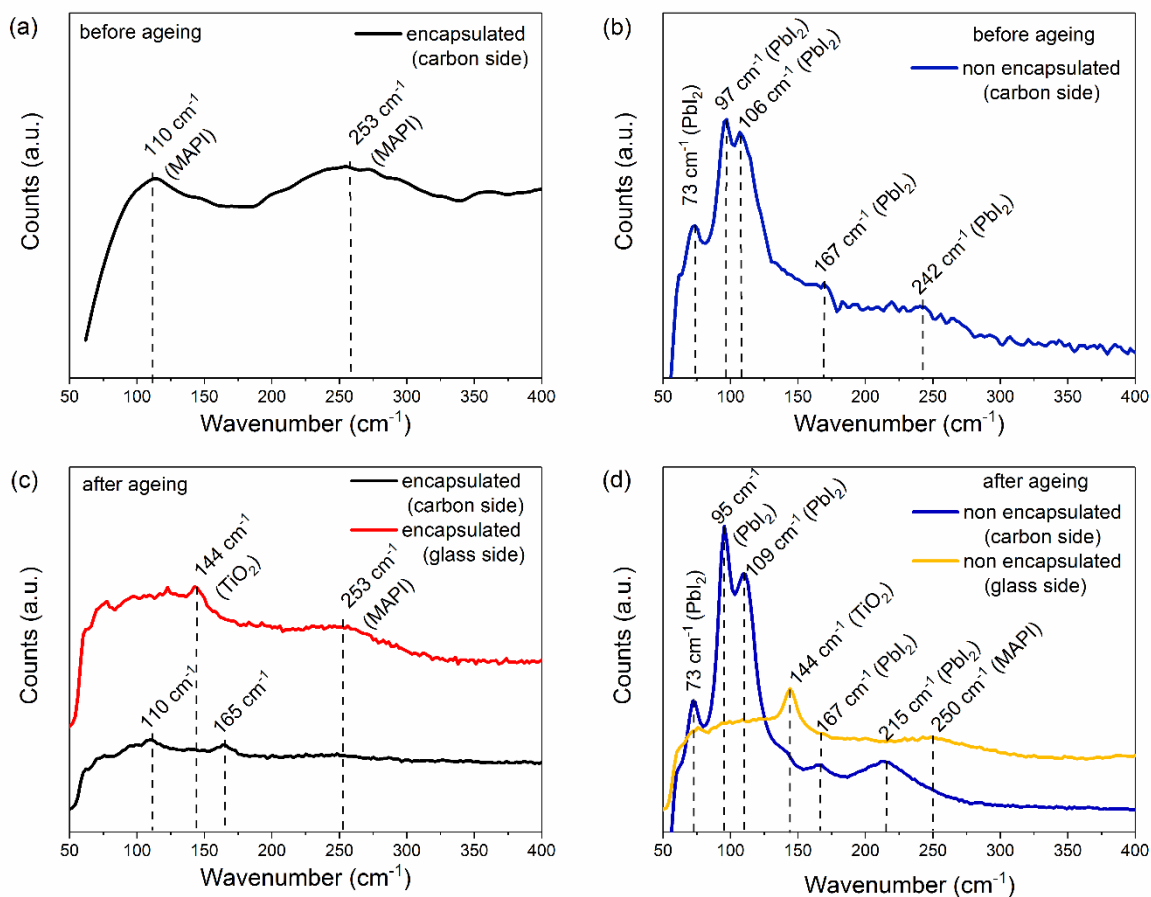 (a)
before ageing
encapsulated
(carbon side)
110 cm⁻¹
(MAPI)
253 cm⁻¹
(MAPI)
Counts (a.u.)
50 100 150 200 250 300 350 400
Wavenumber (cm⁻¹)
(b)
before ageing
non encapsulated
(carbon side)
73 cm⁻¹ (PbI₂)
97 cm⁻¹ (PbI₂)
106 cm⁻¹ (PbI₂)
167 cm⁻¹ (PbI₂)
242 cm⁻¹ (PbI₂)
Counts (a.u.)
50 100 150 200 250 300 350 400
Wavenumber (cm⁻¹)
(c)
after ageing
encapsulated
(carbon side)
encapsulated
(glass side)
144 cm⁻¹
(TiO₂)
253 cm⁻¹
(MAPI)
110 cm⁻¹
165 cm⁻¹
Counts (a.u.)
50 100 150 200 250 300 350 400
Wavenumber (cm⁻¹)
(d)
after ageing
non encapsulated
(carbon side)
non encapsulated
(glass side)
73 cm⁻¹ (PbI₂)
95 cm⁻¹
(PbI₂)
109 cm⁻¹ (PbI₂)
144 cm⁻¹ (TiO₂)
167 cm⁻¹ (PbI₂)
215 cm⁻¹ (PbI₂)
250 cm⁻¹ (MAPI)
Counts (a.u.)
50 100 150 200 250 300 350 400
Wavenumber (cm⁻¹)